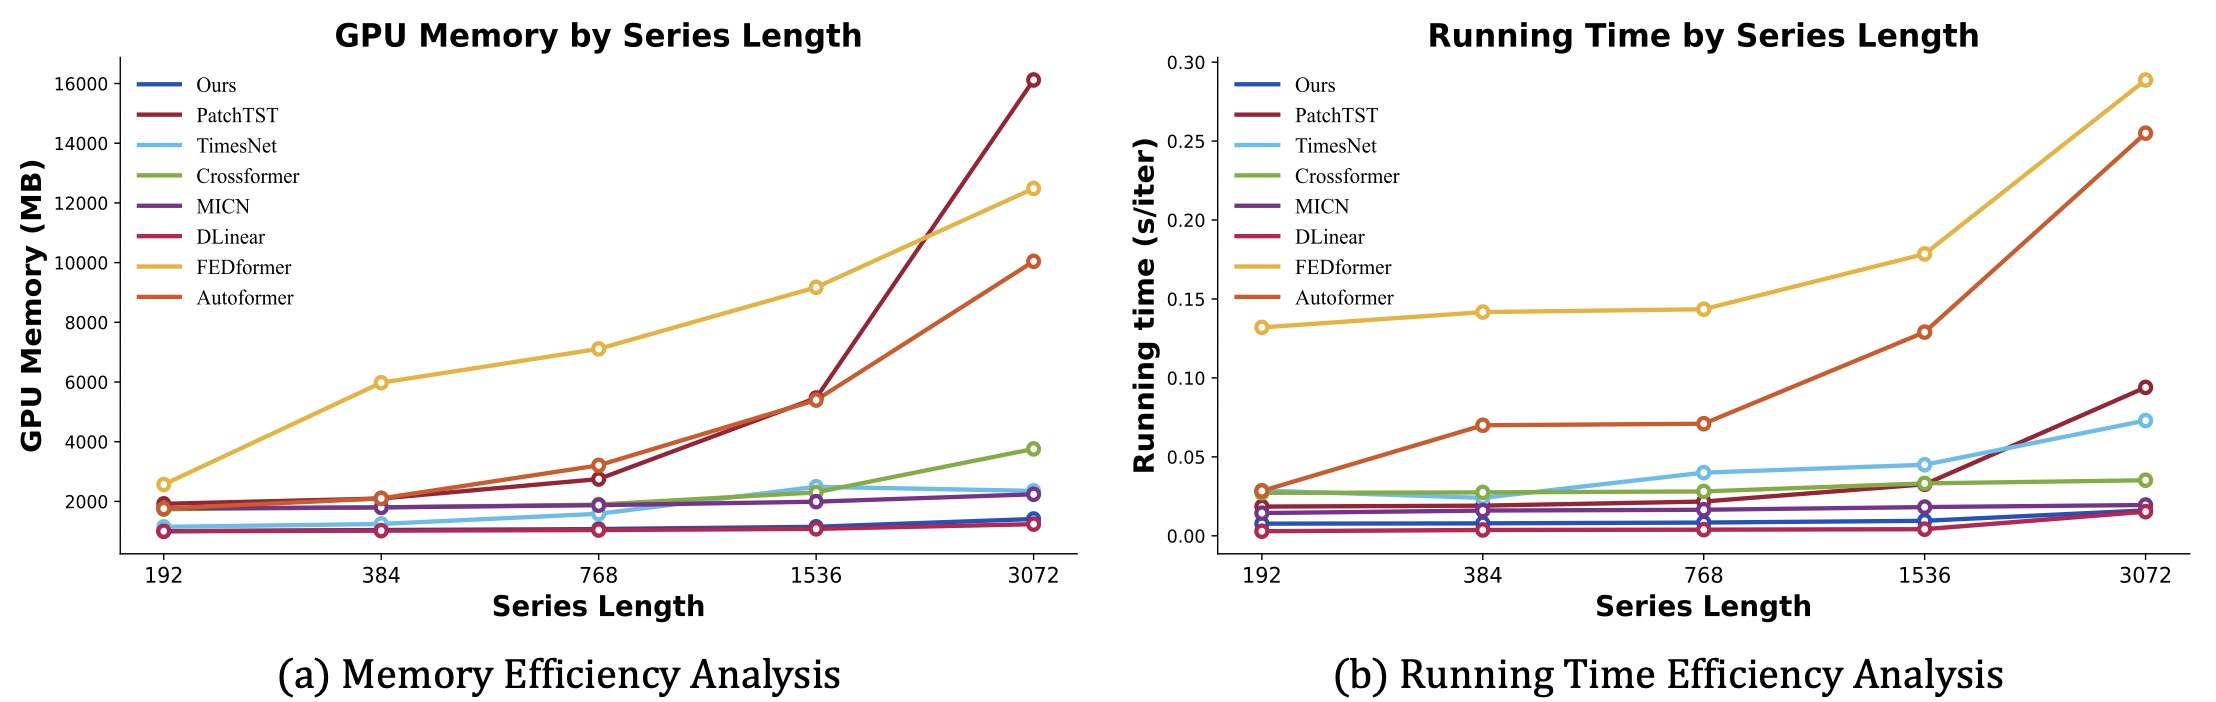 GPU Memory by Series Length
GPU Memory (MB)
16000
14000
12000
10000
8000
6000
4000
2000
Ours
PatchTST
TimesNet
Crossformer
MICN
DLinear
FEDformer
Autoformer
192 384 768 1536 3072
Series Length
(a) Memory Efficiency Analysis
Running Time by Series Length
Running time (s/iter)
0.30
0.25
0.20
0.15
0.10
0.05
0.00
Ours
PatchTST
TimesNet
Crossformer
MICN
DLinear
FEDformer
Autoformer
192 384 768 1536 3072
Series Length
(b) Running Time Efficiency Analysis